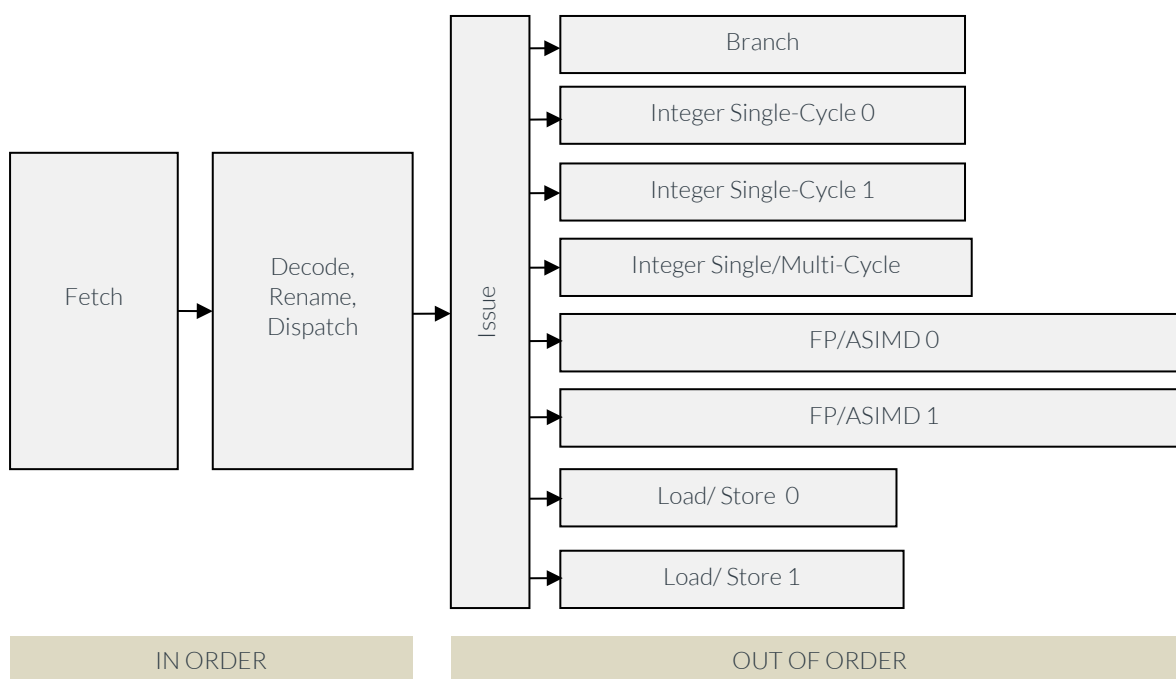 Branch
Integer Single-Cycle 0
Integer Single-Cycle 1
Integer Single/Multi-Cycle
Fetch
Decode,
Rename,
Dispatch
Issue
FP/ASIMD 0
FP/ASIMD 1
Load/ Store 0
Load/ Store 1
IN ORDER
OUT OF ORDER